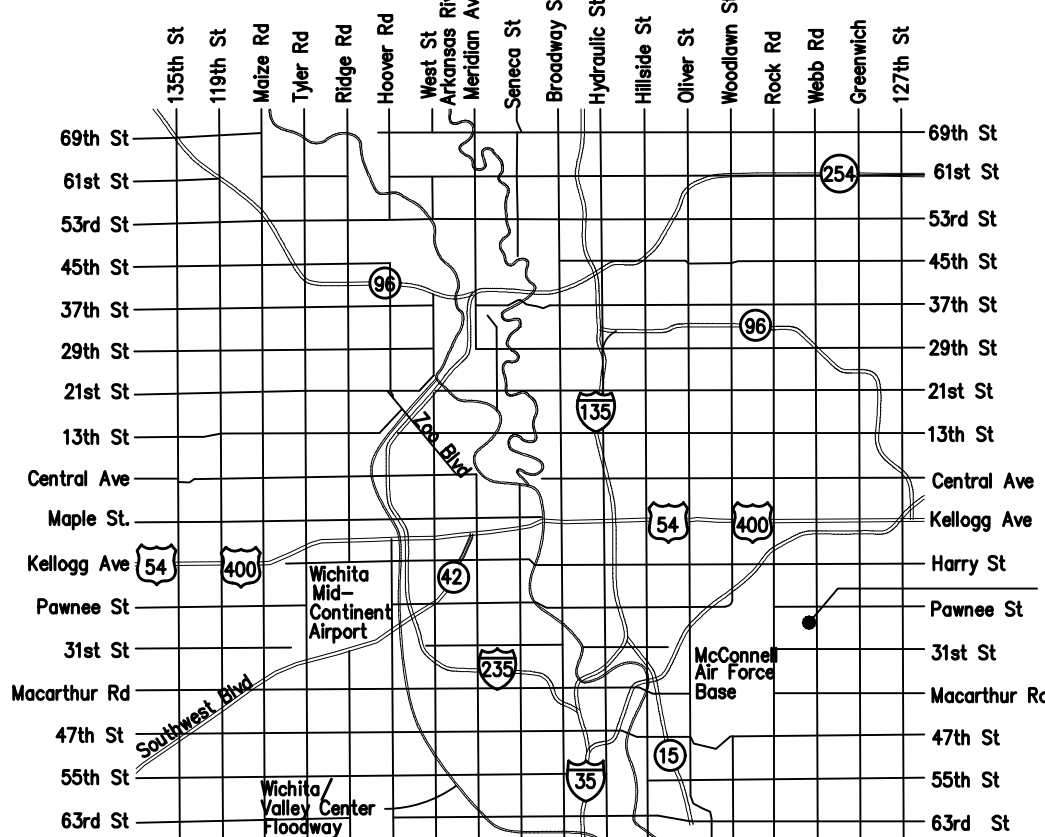 135th St
119th St
Maize Rd
Tyler Rd
Ridge Rd
Hoover Rd
West St
Arkansas Riv
Meridian Av
Seneca St
Broadway S
Hydraulic St
Hillside St
Oliver St
Woodlawn St
Rock Rd
Webb Rd
Greenwich
127th St
69th St
69th St
61st St
254
61st St
53rd St
53rd St
45th St
45th St
96
37th St
37th St
96
29th St
29th St
21st St
21st St
135
13th St
Zoo Blvd
13th St
Central Ave
Central Ave
Maple St.
54
400
Kellogg Ave
Kellogg Ave
54
400
42
Harry St
Wichita
Mid-
Continent
Airport
Pawnee St
Pawnee St
31st St
31st St
McConnell
Air Force
Base
235
Macarthur Rd
Macarthur Rd
Southwest Blvd
47th St
47th St
15
55th St
35
55th St
Wichita/
Valley Center
Floodway
63rd St
63rd St